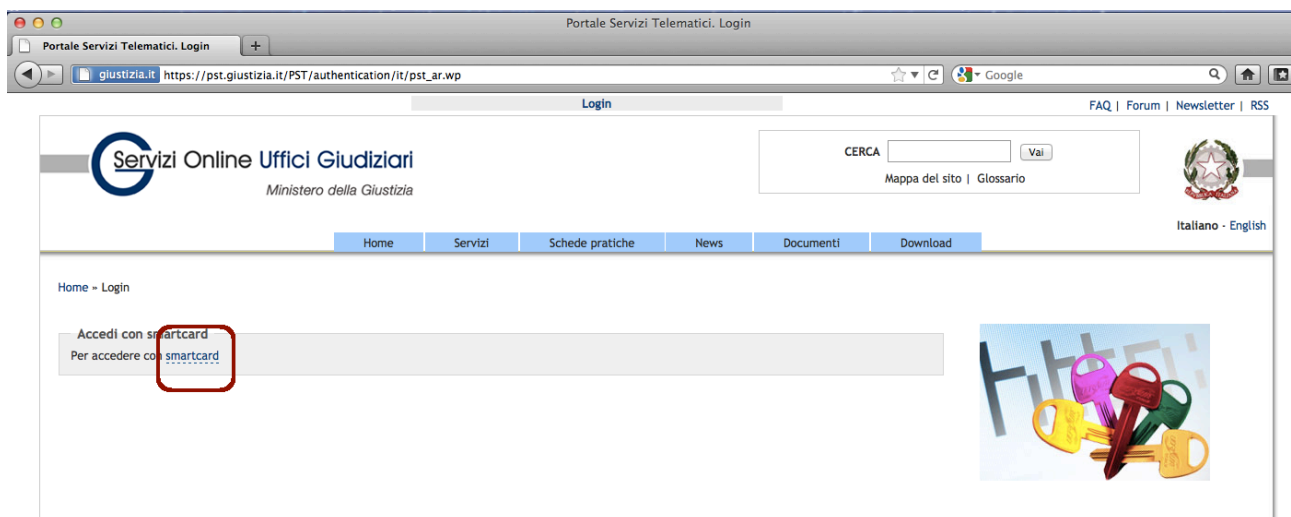 Portale Servizi Telematici. Login
Portale Servizi Telematici. Login +
giustizia.it https://pst.giustizia.it/PST/authentication/it/pst_ar.wp Google
Login
FAQ | Forum | Newsletter | RSS
Servizi Online Uffici Giudiziari
Ministero della Giustizia
CERCA Vai
Mappa del sito | Glossario
Italiano - English
Home Servizi Schede pratiche News Documenti Download
Home » Login
Accedi con smartcard
Per accedere con smartcard
http: